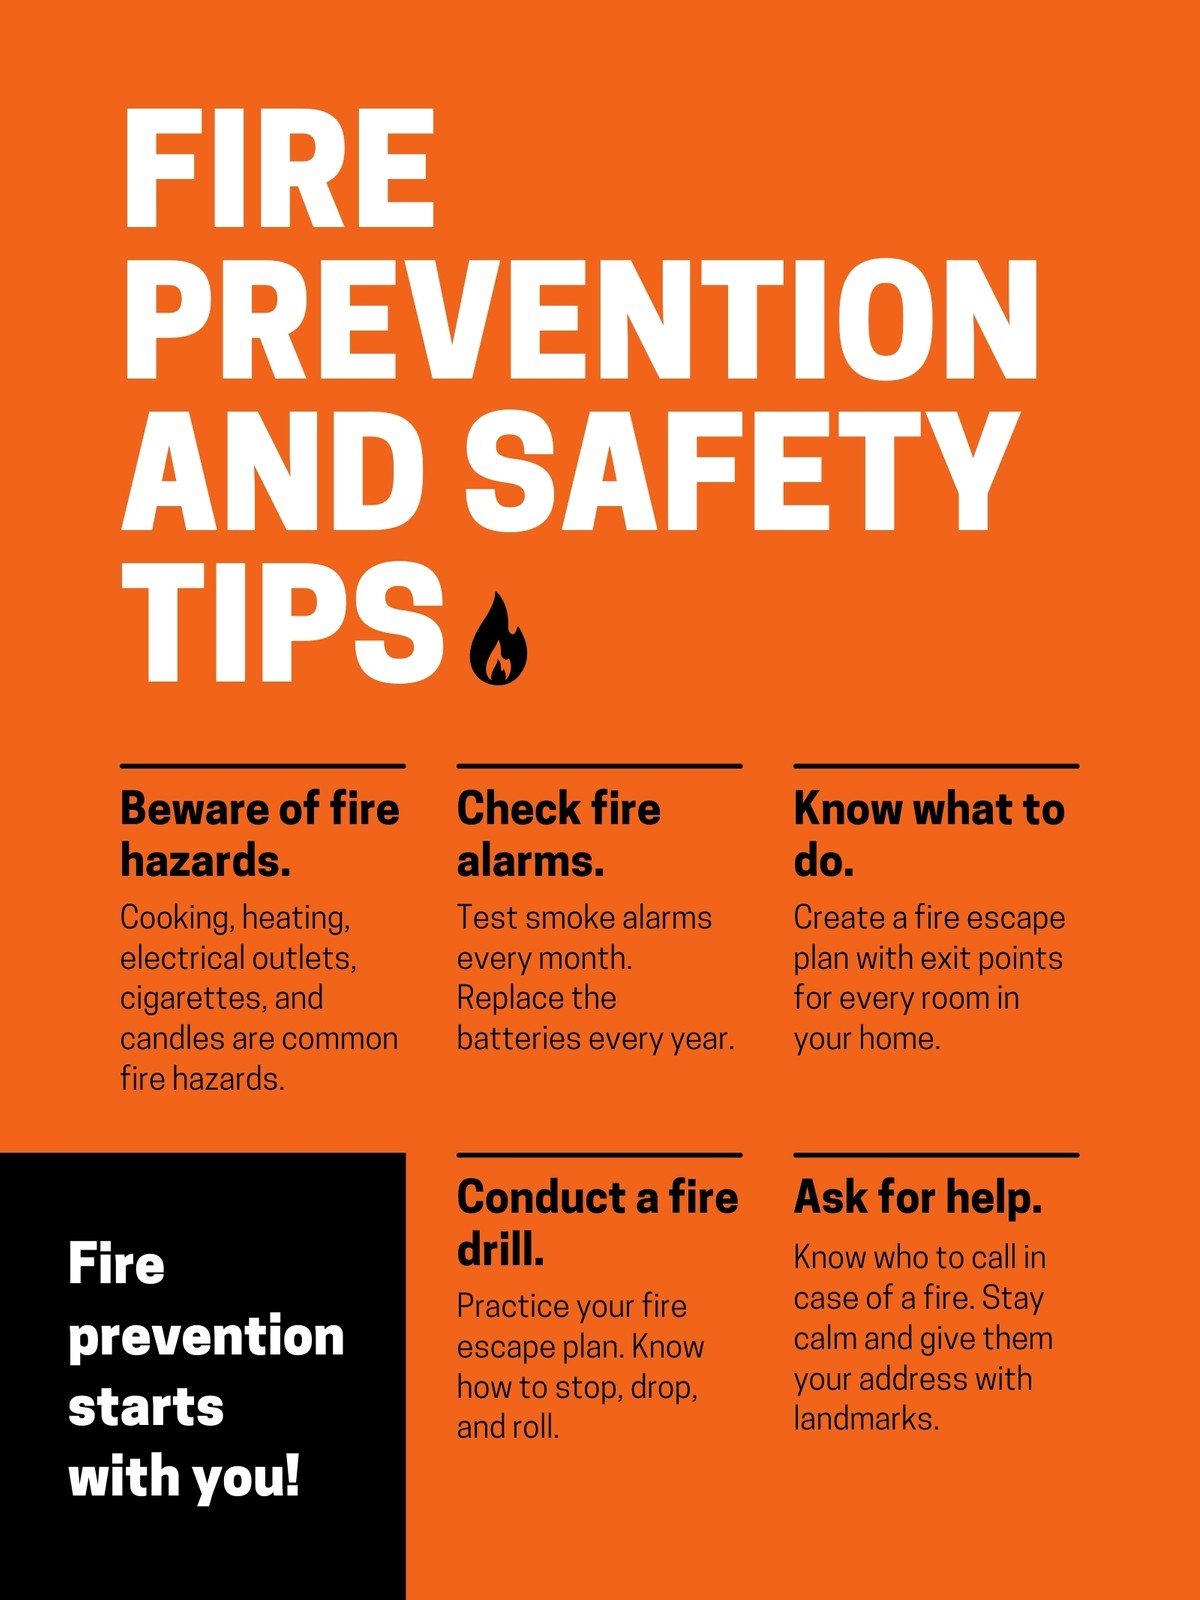 FIRE
PREVENTION
AND SAFETY
TIPS
Beware of fire
hazards.
Cooking, heating,
electrical outlets,
cigarettes, and
candles are common
fire hazards.
Check fire
alarms.
Test smoke alarms
every month.
Replace the
batteries every year.
Know what to
do.
Create a fire escape
plan with exit points
for every room in
your home.
Fire
prevention
starts
with you!
Conduct a fire
drill.
Practice your fire
escape plan. Know
how to stop, drop,
and roll.
Ask for help.
Know who to call in
case of a fire. Stay
calm and give them
your address with
landmarks.